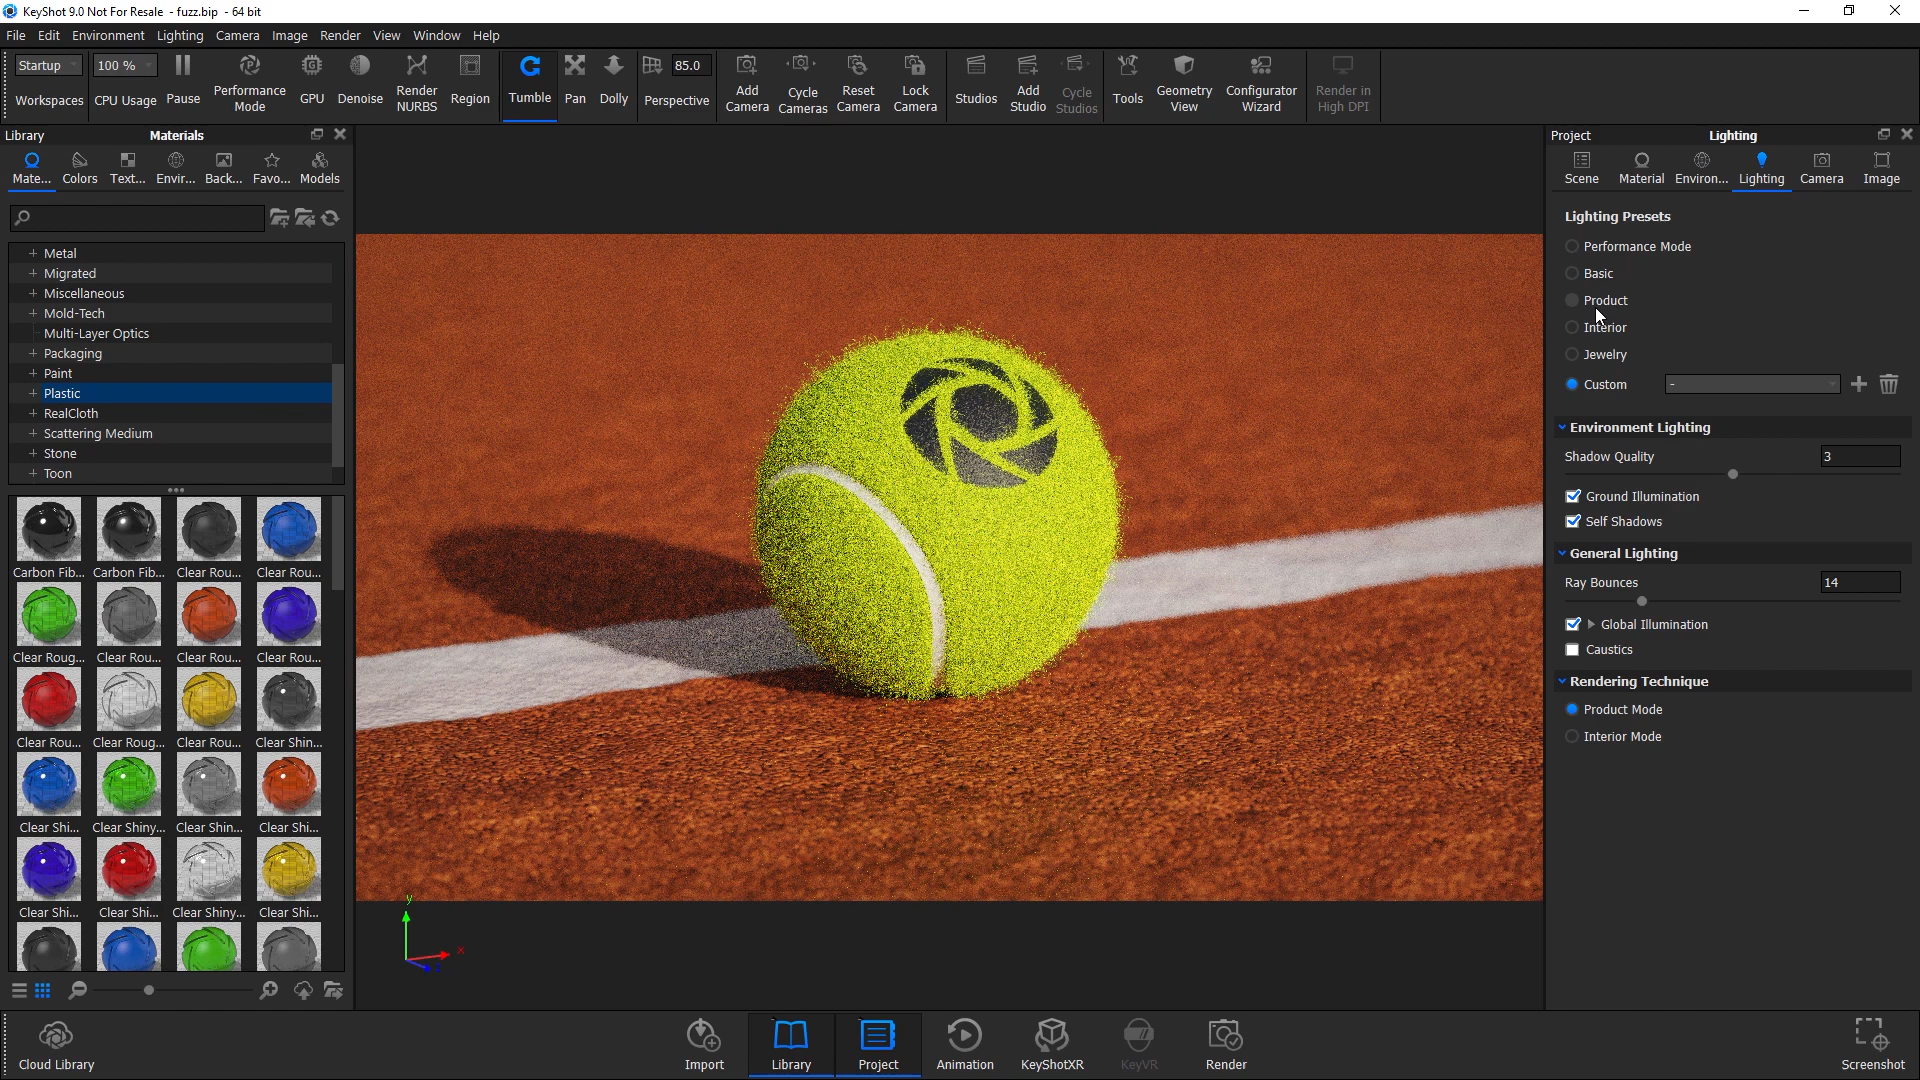 KeyShot 9.0 Not For Resale - fuzz.bip - 64 bit
File Edit Environment Lighting Camera Image Render View Window Help
Startup 100 % 85.0
Workspaces CPU Usage Pause Performance Mode GPU Denoise Render NURBS Region Tumble Pan Dolly Perspective Add Camera Cycle Cameras Reset Camera Lock Camera Studios Add Studio Cycle Studios Tools Geometry View Configurator Wizard Render in High DPI
Library Materials
Mate... Colors Text... Envir... Back... Favo... Models
Metal
Migrated
Miscellaneous
Mold-Tech
Multi-Layer Optics
Packaging
Paint
Plastic
RealCloth
Scattering Medium
Stone
Toon
Carbon Fib... Carbon Fib... Clear Rou... Clear Rou...
Clear Roug... Clear Rou... Clear Rou... Clear Rou...
Clear Rou... Clear Roug... Clear Rou... Clear Shin...
Clear Shi... Clear Shiny... Clear Shin... Clear Shi...
Clear Shi... Clear Shi... Clear Shiny... Clear Shi...
y
x
Project Lighting
Scene Material Environ... Lighting Camera Image
Lighting Presets
Performance Mode
Basic
Product
Interior
Jewelry
Custom -
Environment Lighting
Shadow Quality 3
Ground Illumination
Self Shadows
General Lighting
Ray Bounces 14
Global Illumination
Caustics
Rendering Technique
Product Mode
Interior Mode
Cloud Library Import Library Project Animation KeyShotXR KeyVR Render Screenshot